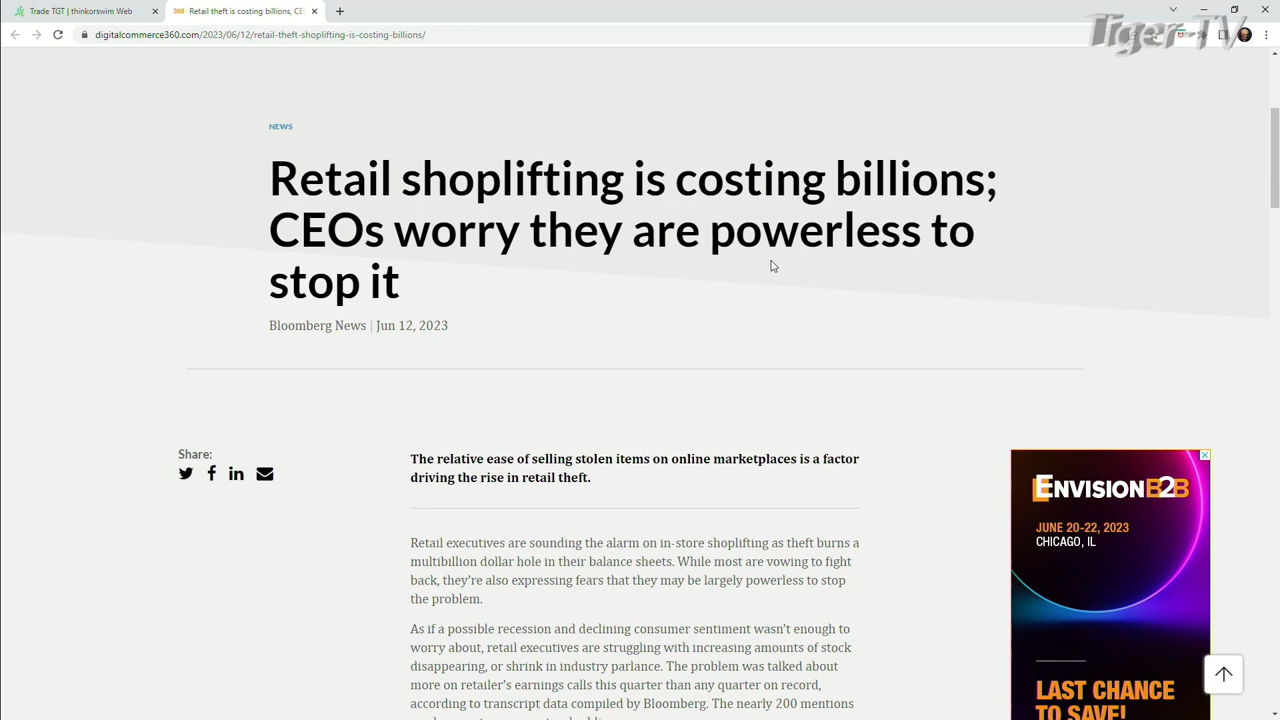 Trade TGT | thinkorswim Web
360 Retail theft is costing billions, CE
digitalcommerce360.com/2023/06/12/retail-theft-shoplifting-is-costing-billions/
Tiger-TV
NEWS
Retail shoplifting is costing billions;
CEOs worry they are powerless to
stop it
Bloomberg News | Jun 12, 2023
Share:
The relative ease of selling stolen items on online marketplaces is a factor
driving the rise in retail theft.
Retail executives are sounding the alarm on in-store shoplifting as theft burns a
multibillion dollar hole in their balance sheets. While most are vowing to fight
back, they're also expressing fears that they may be largely powerless to stop
the problem.
As if a possible recession and declining consumer sentiment wasn't enough to
worry about, retail executives are struggling with increasing amounts of stock
disappearing, or shrink in industry parlance. The problem was talked about
more on retailer's earnings calls this quarter than any quarter on record,
according to transcript data compiled by Bloomberg. The nearly 200 mentions
ENVISION B2B
JUNE 20-22, 2023
CHICAGO, IL
LAST CHANCE
TO SAVE!